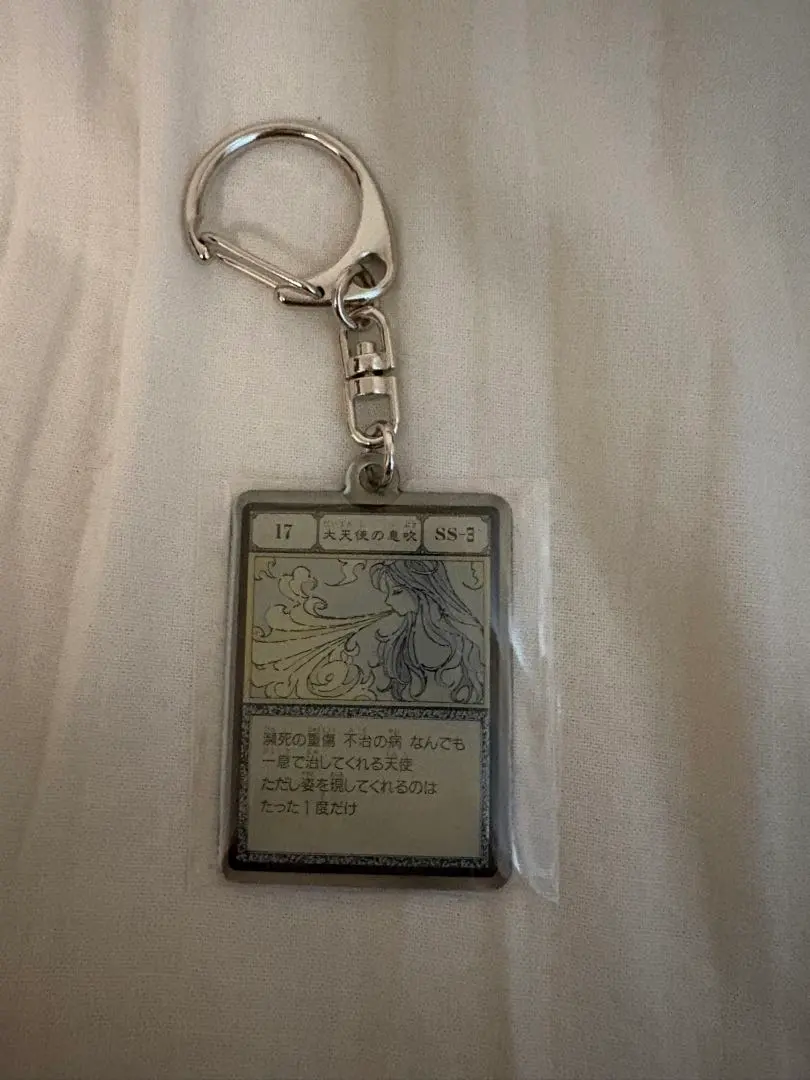 17 大天使の息吹 SS-3
瀕死の重傷 不治の病 なんでも
一息で治してくれる天使
ただし姿を現してくれるのは
たった1度だけ